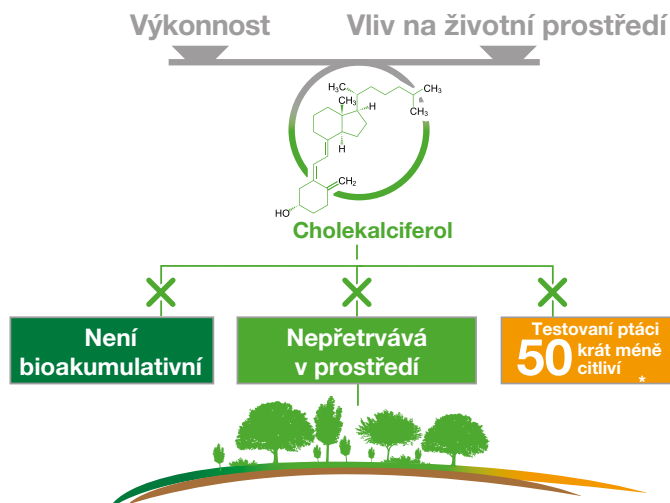 Výkonnost
Vliv na životní prostředí
H₃C
CH₃
CH₃
CH₃
H
H
CH₂
HO
Cholekalciferol
Není
bioakumulativní
Nepřetrvává
v prostředí
Testovaní ptáci
50 krát méně
citliví
*